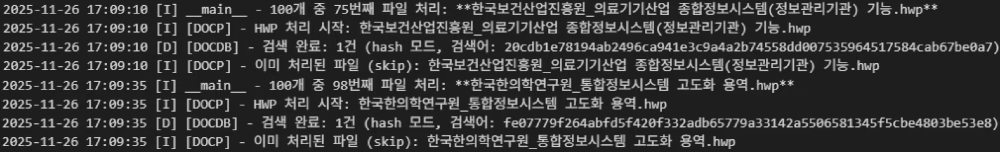 2025-11-26 17:09:10 [I] __main__ - 100개 중 75번째 파일 처리: **한국보건산업진흥원_의료기기산업 종합정보시스템(정보관리기관) 기능.hwp**
2025-11-26 17:09:10 [I] [DOCP] - HWP 처리 시작: 한국보건산업진흥원_의료기기산업 종합정보시스템(정보관리기관) 기능.hwp
2025-11-26 17:09:10 [D] [DOCDB] - 검색 완료: 1건 (hash 모드, 검색어: 20cdb1e78194ab2496ca941e3c9a4a2b74558dd007535964517584cab67be0a7)
2025-11-26 17:09:10 [I] [DOCP] - 이미 처리된 파일 (skip): 한국보건산업진흥원_의료기기산업 종합정보시스템(정보관리기관) 기능.hwp
2025-11-26 17:09:35 [I] __main__ - 100개 중 98번째 파일 처리: **한국한의학연구원_통합정보시스템 고도화 용역.hwp**
2025-11-26 17:09:35 [I] [DOCP] - HWP 처리 시작: 한국한의학연구원_통합정보시스템 고도화 용역.hwp
2025-11-26 17:09:35 [D] [DOCDB] - 검색 완료: 1건 (hash 모드, 검색어: fe07779f264abfd5f420f332adb65779a33142a5506581345f5cbe4803be53e8)
2025-11-26 17:09:35 [I] [DOCP] - 이미 처리된 파일 (skip): 한국한의학연구원_통합정보시스템 고도화 용역.hwp